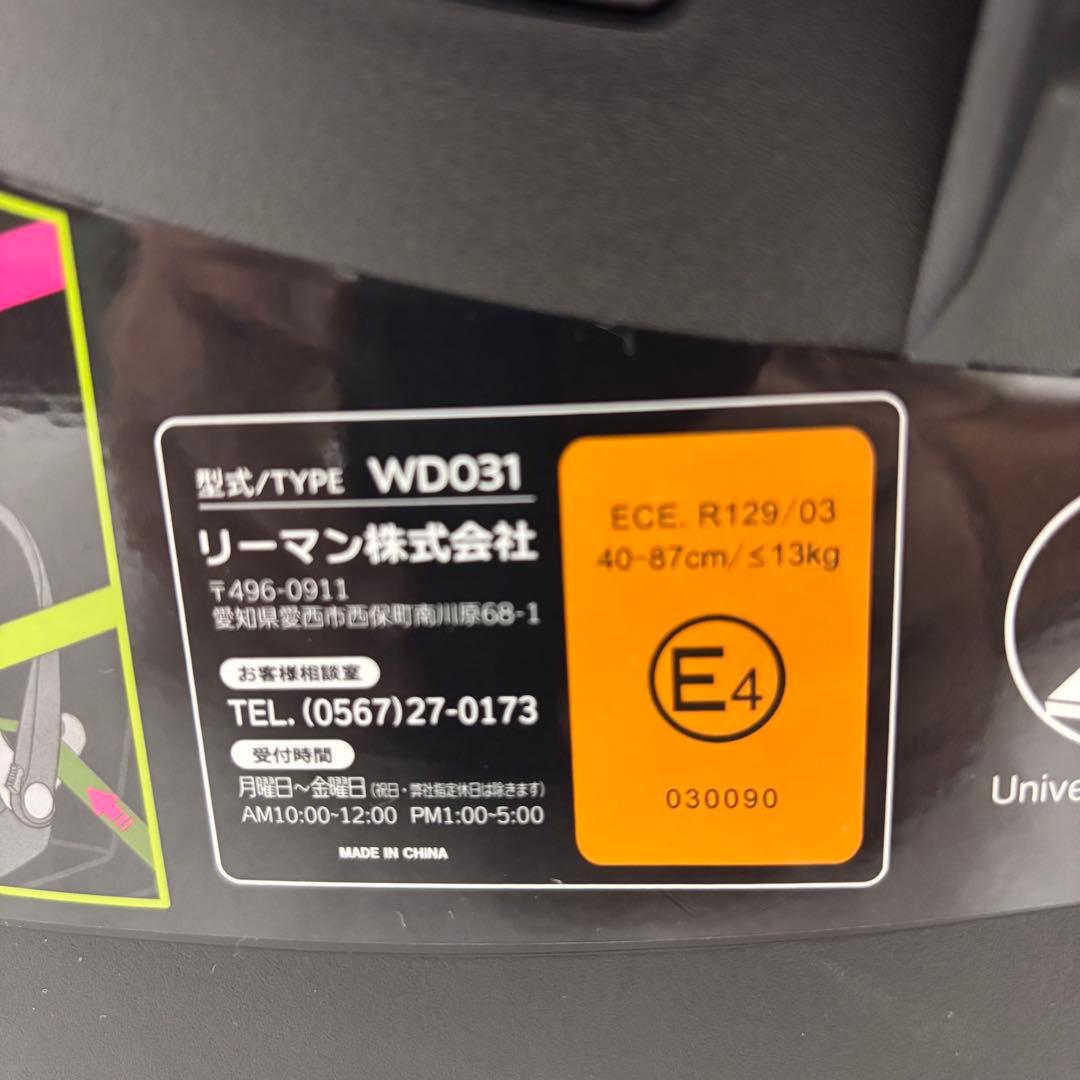 型式/TYPE WD031
リーマン株式会社
〒496-0911
愛知県愛西市西保町南川原68-1
お客様相談室
TEL.(0567)27-0173
受付時間
月曜日～金曜日(祝日・弊社指定休日は除きます)
AM10:00~12:00 PM1:00~5:00
MADE IN CHINA
ECE. R129/03
40-87cm/≤13kg
E4
030090